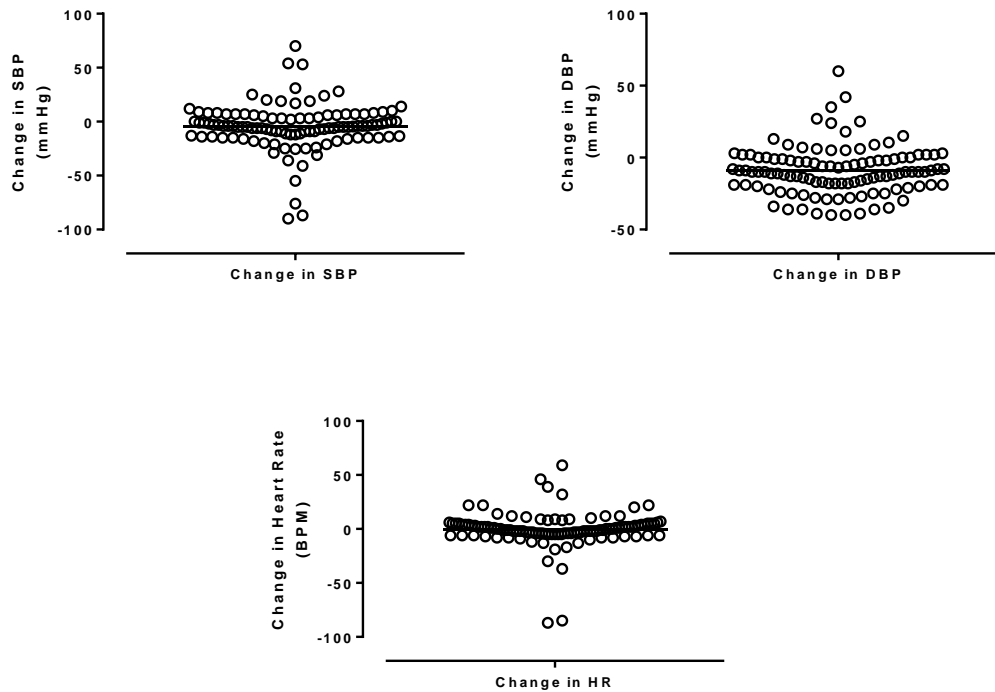 100
50
0
-50
-100
Change in SBP
(mmHg)
Change in SBP
100
50
0
-50
Change in DBP
(mmHg)
Change in DBP
100
50
0
-50
-100
Change in Heart Rate
(BPM)
Change in HR